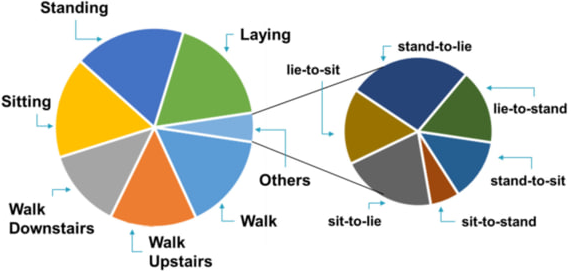 Standing
Laying
Sitting
Others
Walk
Downstairs
Walk
Upstairs
Walk
stand-to-lie
lie-to-sit
lie-to-stand
stand-to-sit
sit-to-lie
sit-to-stand